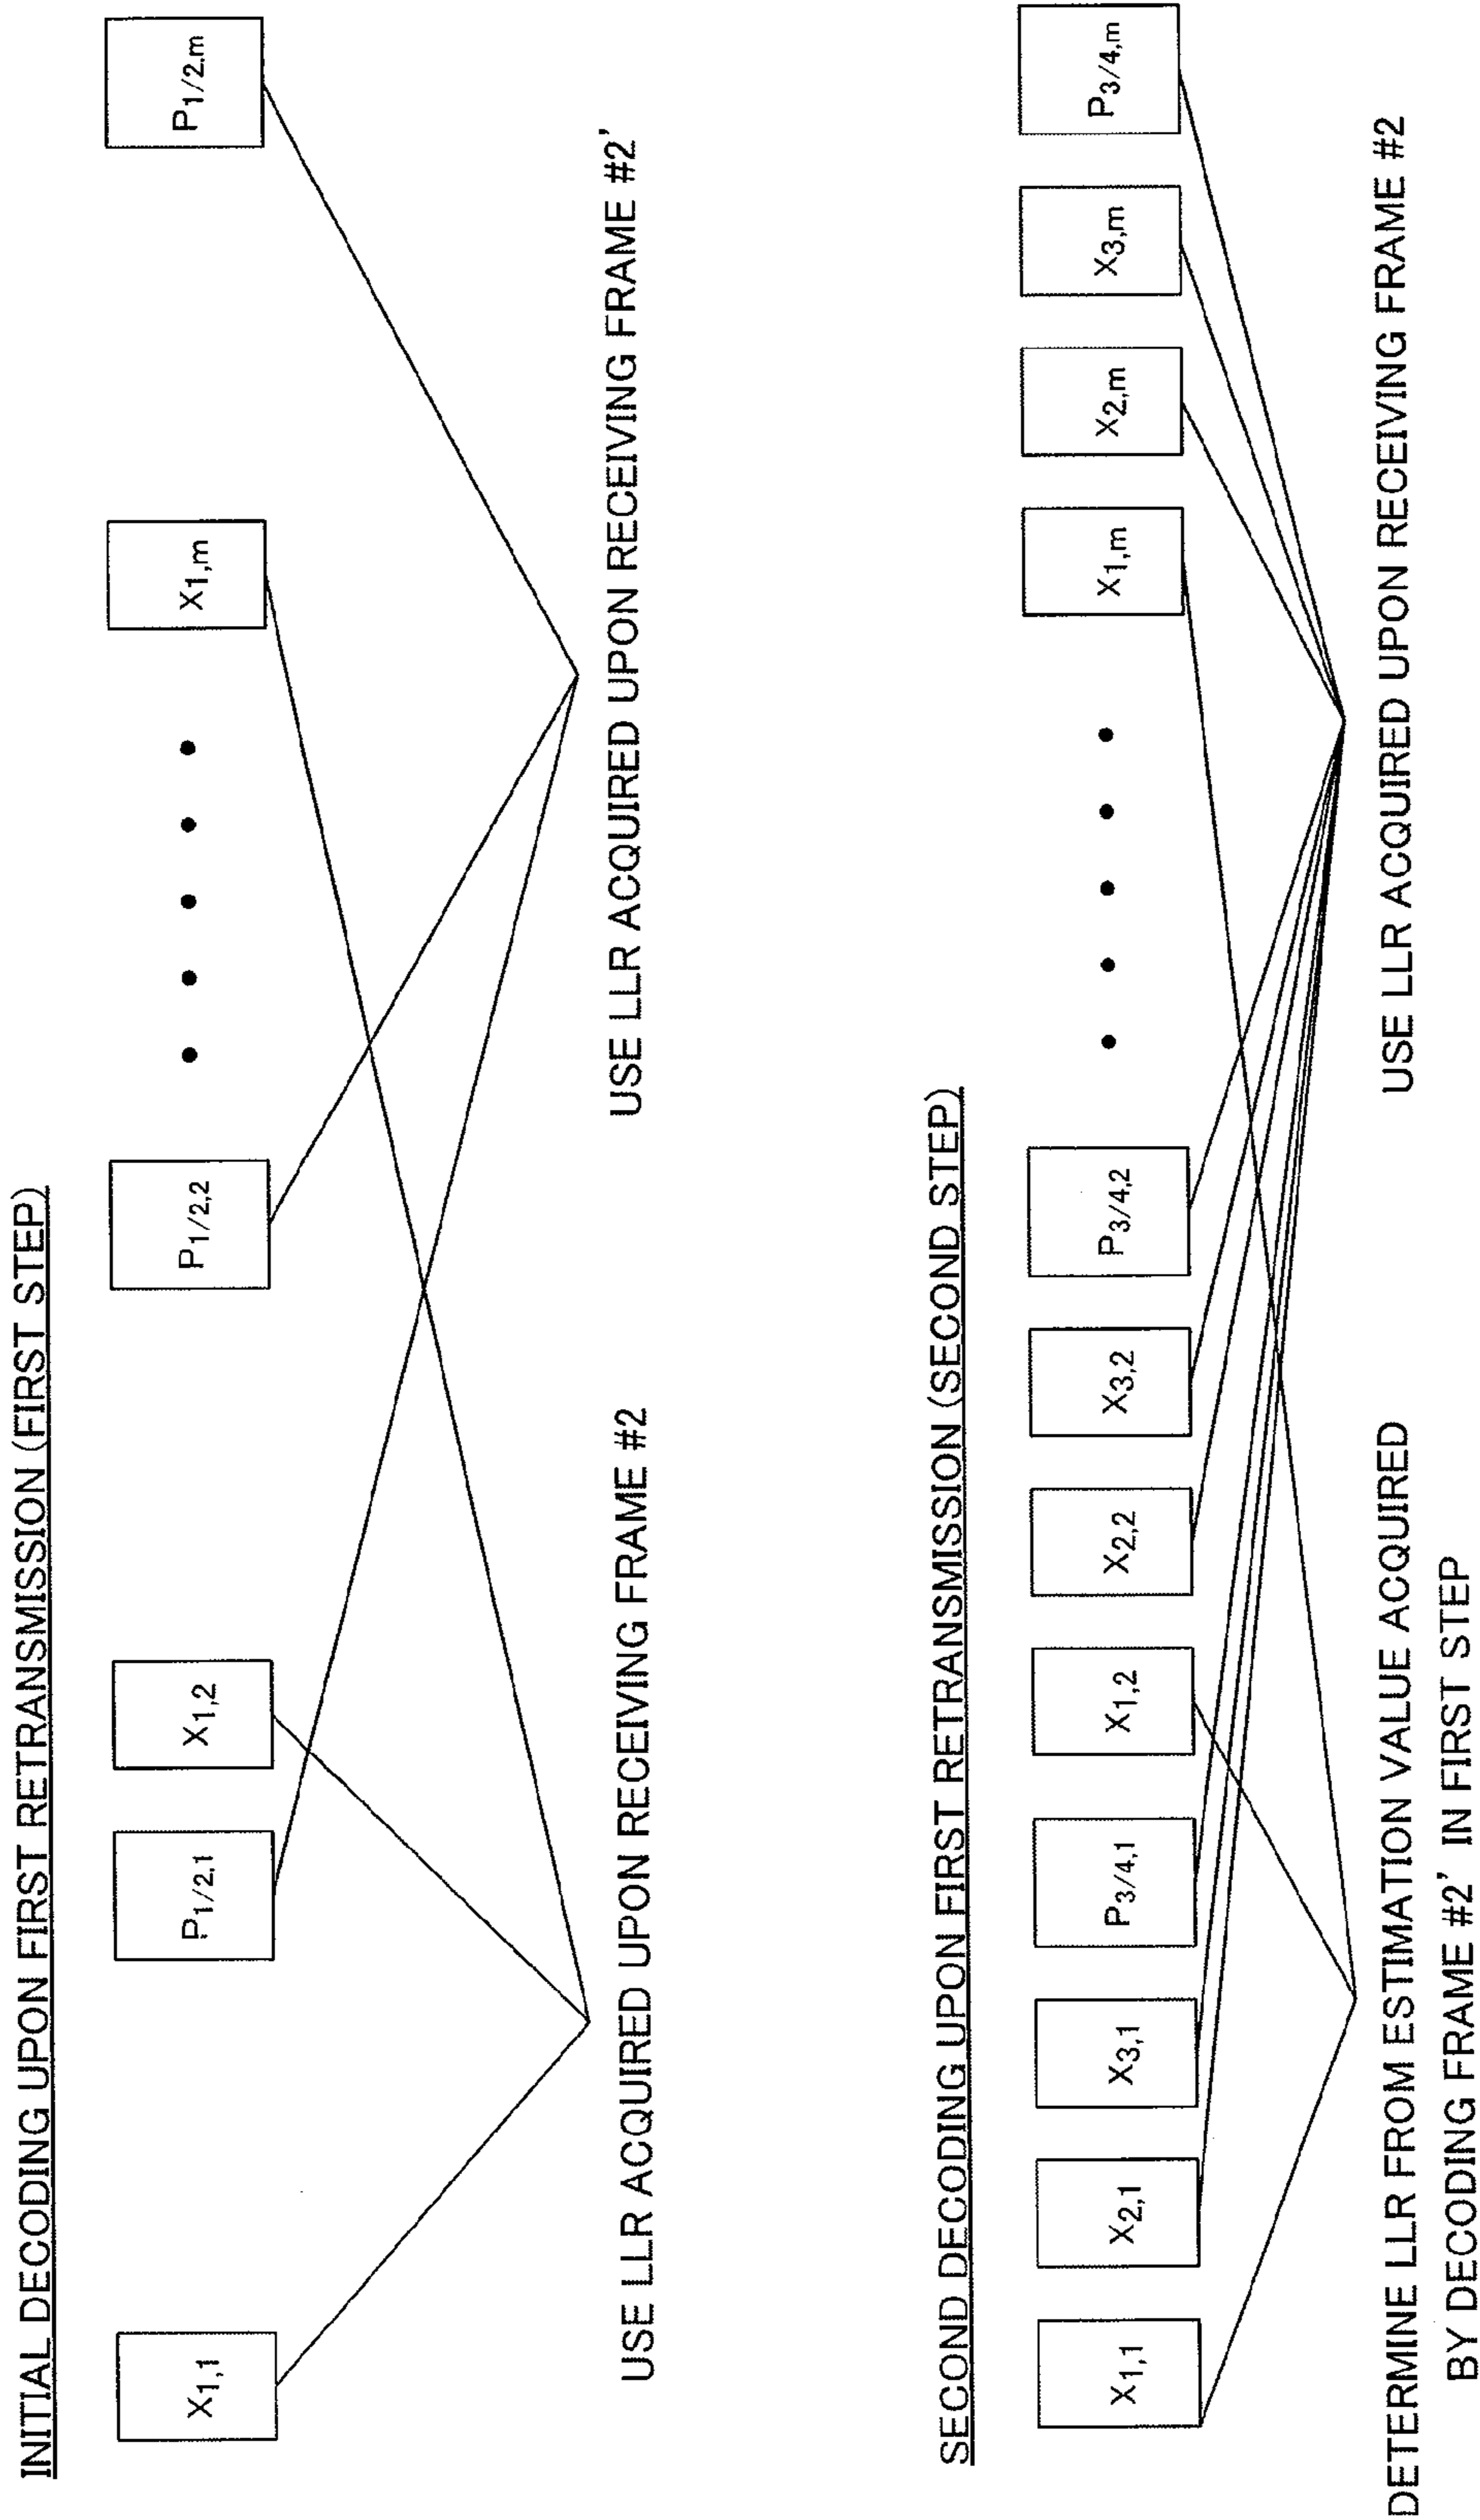 INITIAL DECODING UPON FIRST RETRANSMISSION (FIRST STEP)
X1,1 P1/2,1 X1,2 P1/2,2 X1,m P1/2,m
USE LLR ACQUIRED UPON RECEIVING FRAME #2
USE LLR ACQUIRED UPON RECEIVING FRAME #2'
SECOND DECODING UPON FIRST RETRANSMISSION (SECOND STEP)
X1,1 X2,1 X3,1 P3/4,1 X1,2 X2,2 X3,2 P3/4,2 X1,m X2,m X3,m P3/4,m
DETERMINE LLR FROM ESTIMATION VALUE ACQUIRED
BY DECODING FRAME #2' IN FIRST STEP
USE LLR ACQUIRED UPON RECEIVING FRAME #2